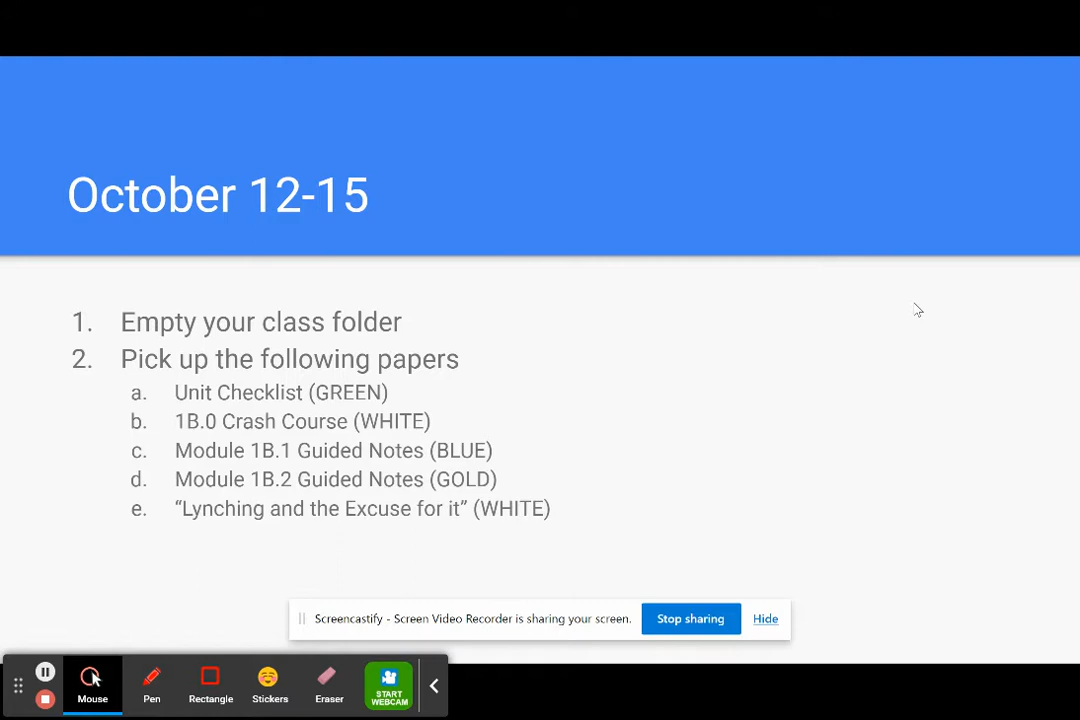 October 12-15
1. Empty your class folder
2. Pick up the following papers
a. Unit Checklist (GREEN)
b. 1B.0 Crash Course (WHITE)
c. Module 1B.1 Guided Notes (BLUE)
d. Module 1B.2 Guided Notes (GOLD)
e. “Lynching and the Excuse for it” (WHITE)
Screencastify - Screen Video Recorder is sharing your screen. Stop sharing Hide
Mouse Pen Rectangle Stickers Eraser START WEBCAM